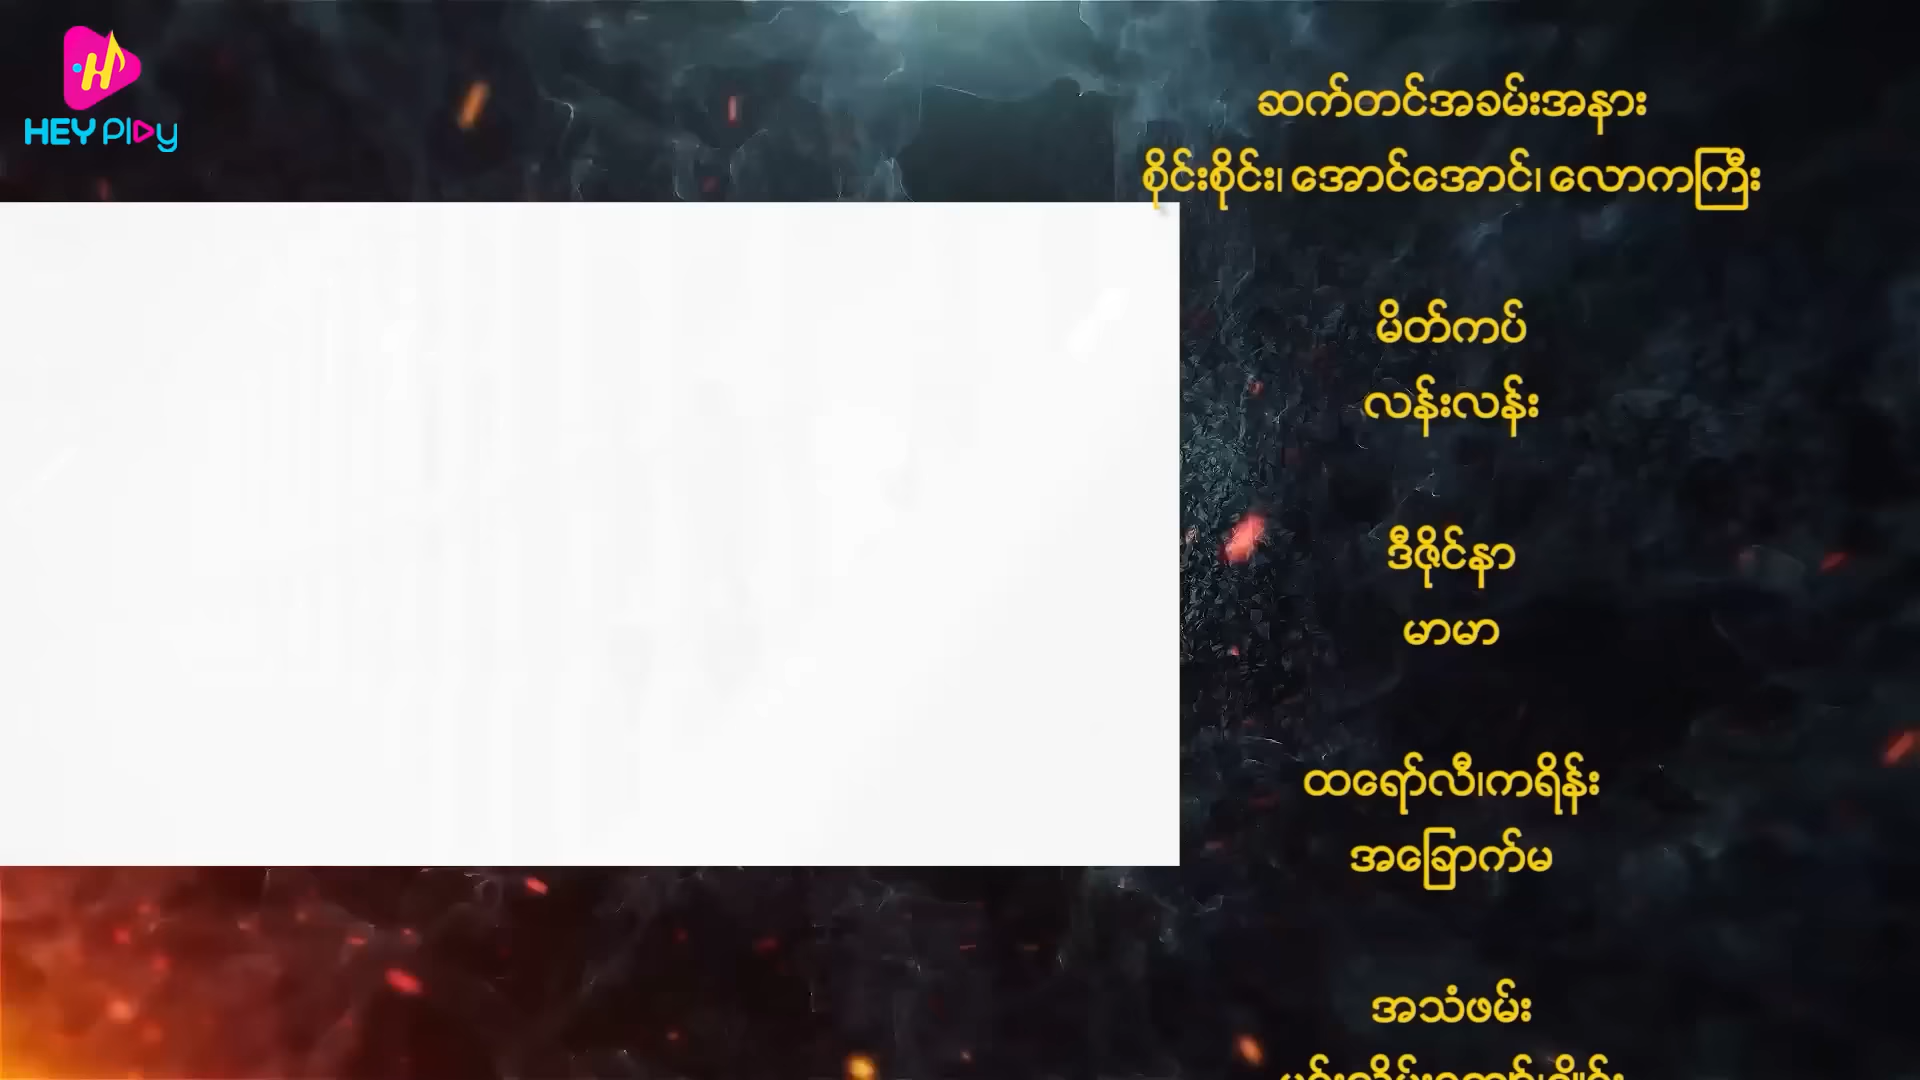 HEY Play
ဆက်တင်အခမ်းအနား
စိုင်းစိုင်း၊ အောင်အောင်၊ လောကကြီး
မိတ်ကပ်
လန်းလန်း
ဒီဇိုင်နာ
မာမာ
ထရော်လီ၊ကရိန်း
အခြောက်မ
အသံဖမ်း